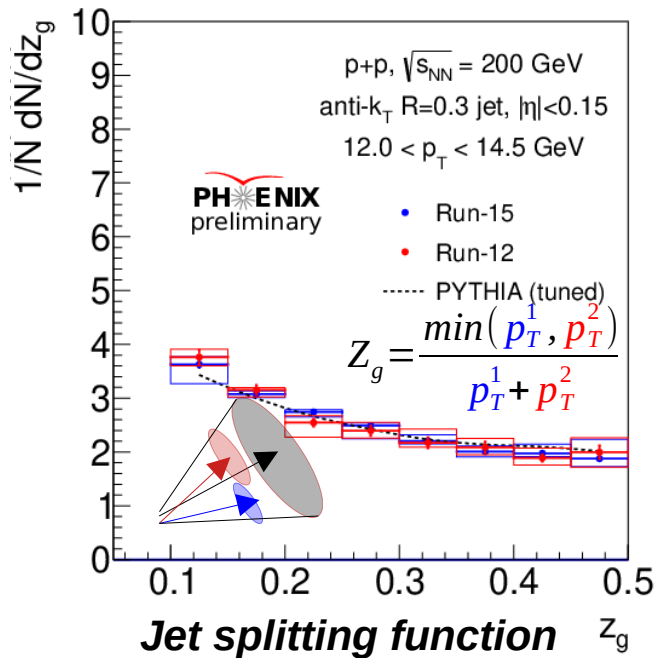 1/N dN/dz_g
10
9
8
7
6
5
4
3
2
1
0
p+p, √s_NN = 200 GeV
anti-k_T R=0.3 jet, |η|<0.15
12.0 < p_T < 14.5 GeV
PHENIX
preliminary
Run-15
Run-12
PYTHIA (tuned)
Z_g = min(p_T^1, p_T^2) / p_T^1 + p_T^2
0.1 0.2 0.3 0.4 0.5
Jet splitting function z_g